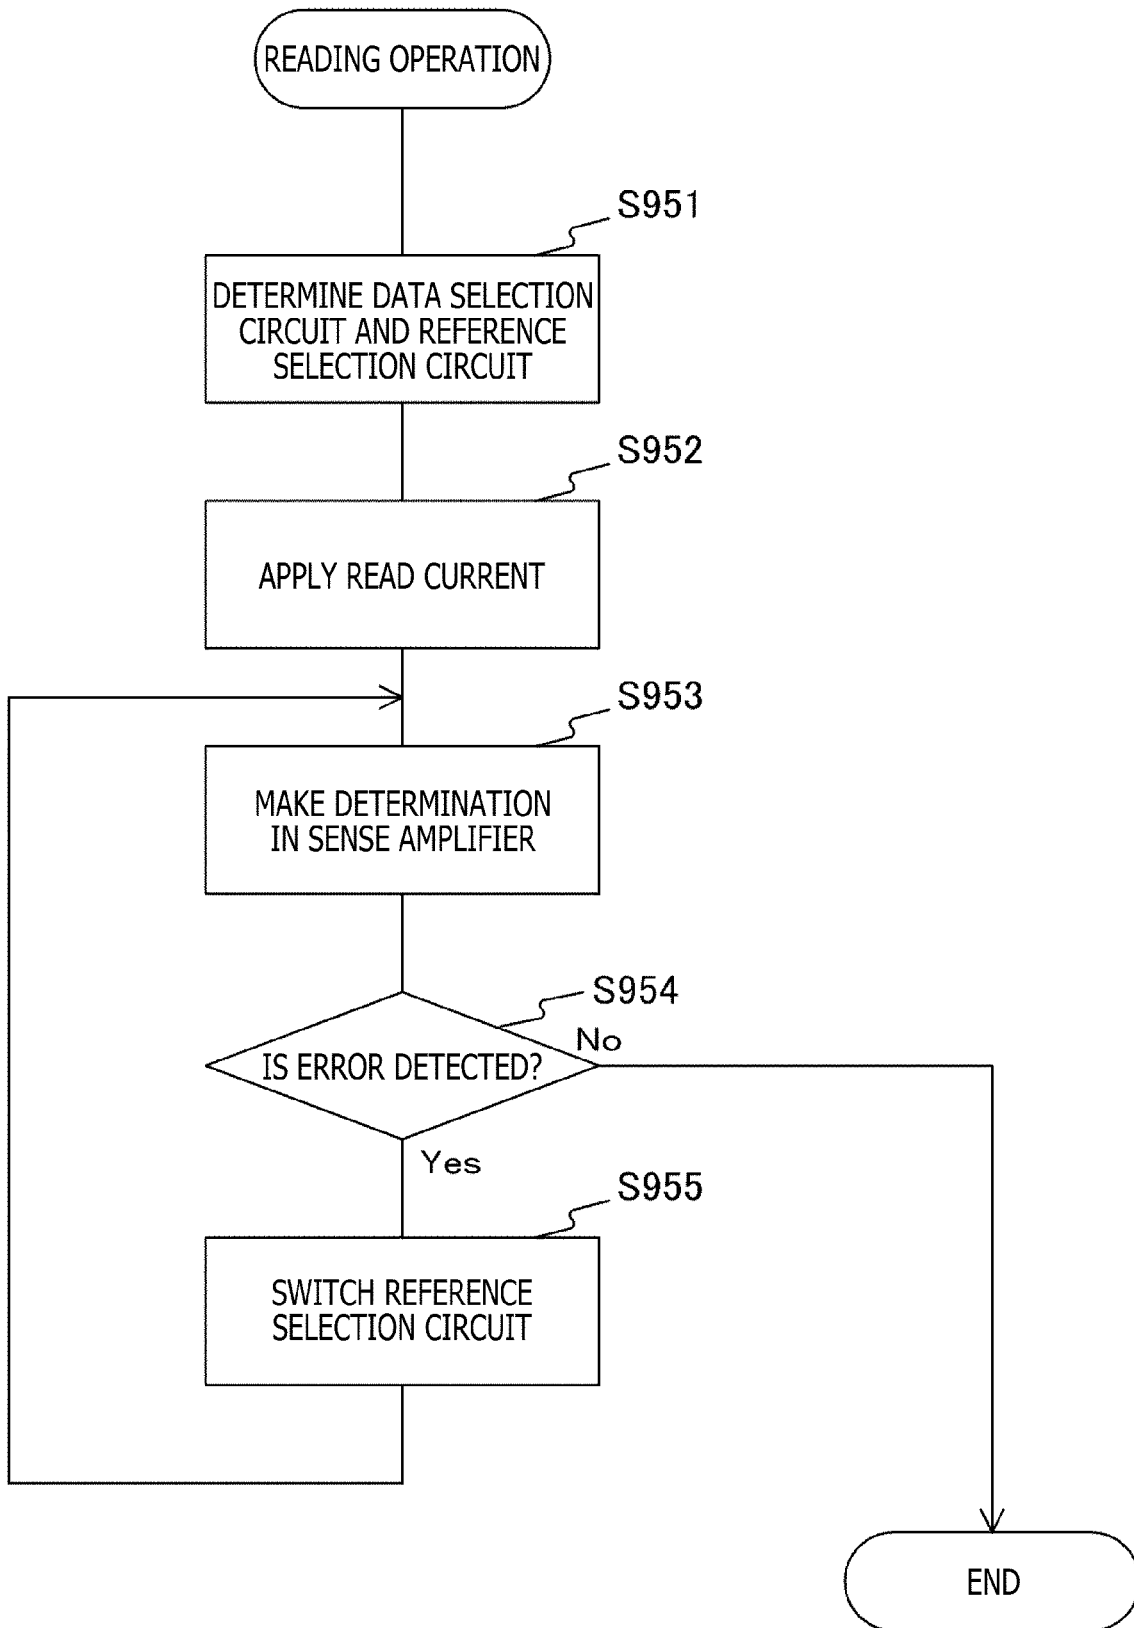 READING OPERATION
S951
DETERMINE DATA SELECTION
CIRCUIT AND REFERENCE
SELECTION CIRCUIT
S952
APPLY READ CURRENT
S953
MAKE DETERMINATION
IN SENSE AMPLIFIER
S954
No
IS ERROR DETECTED?
Yes
S955
SWITCH REFERENCE
SELECTION CIRCUIT
END